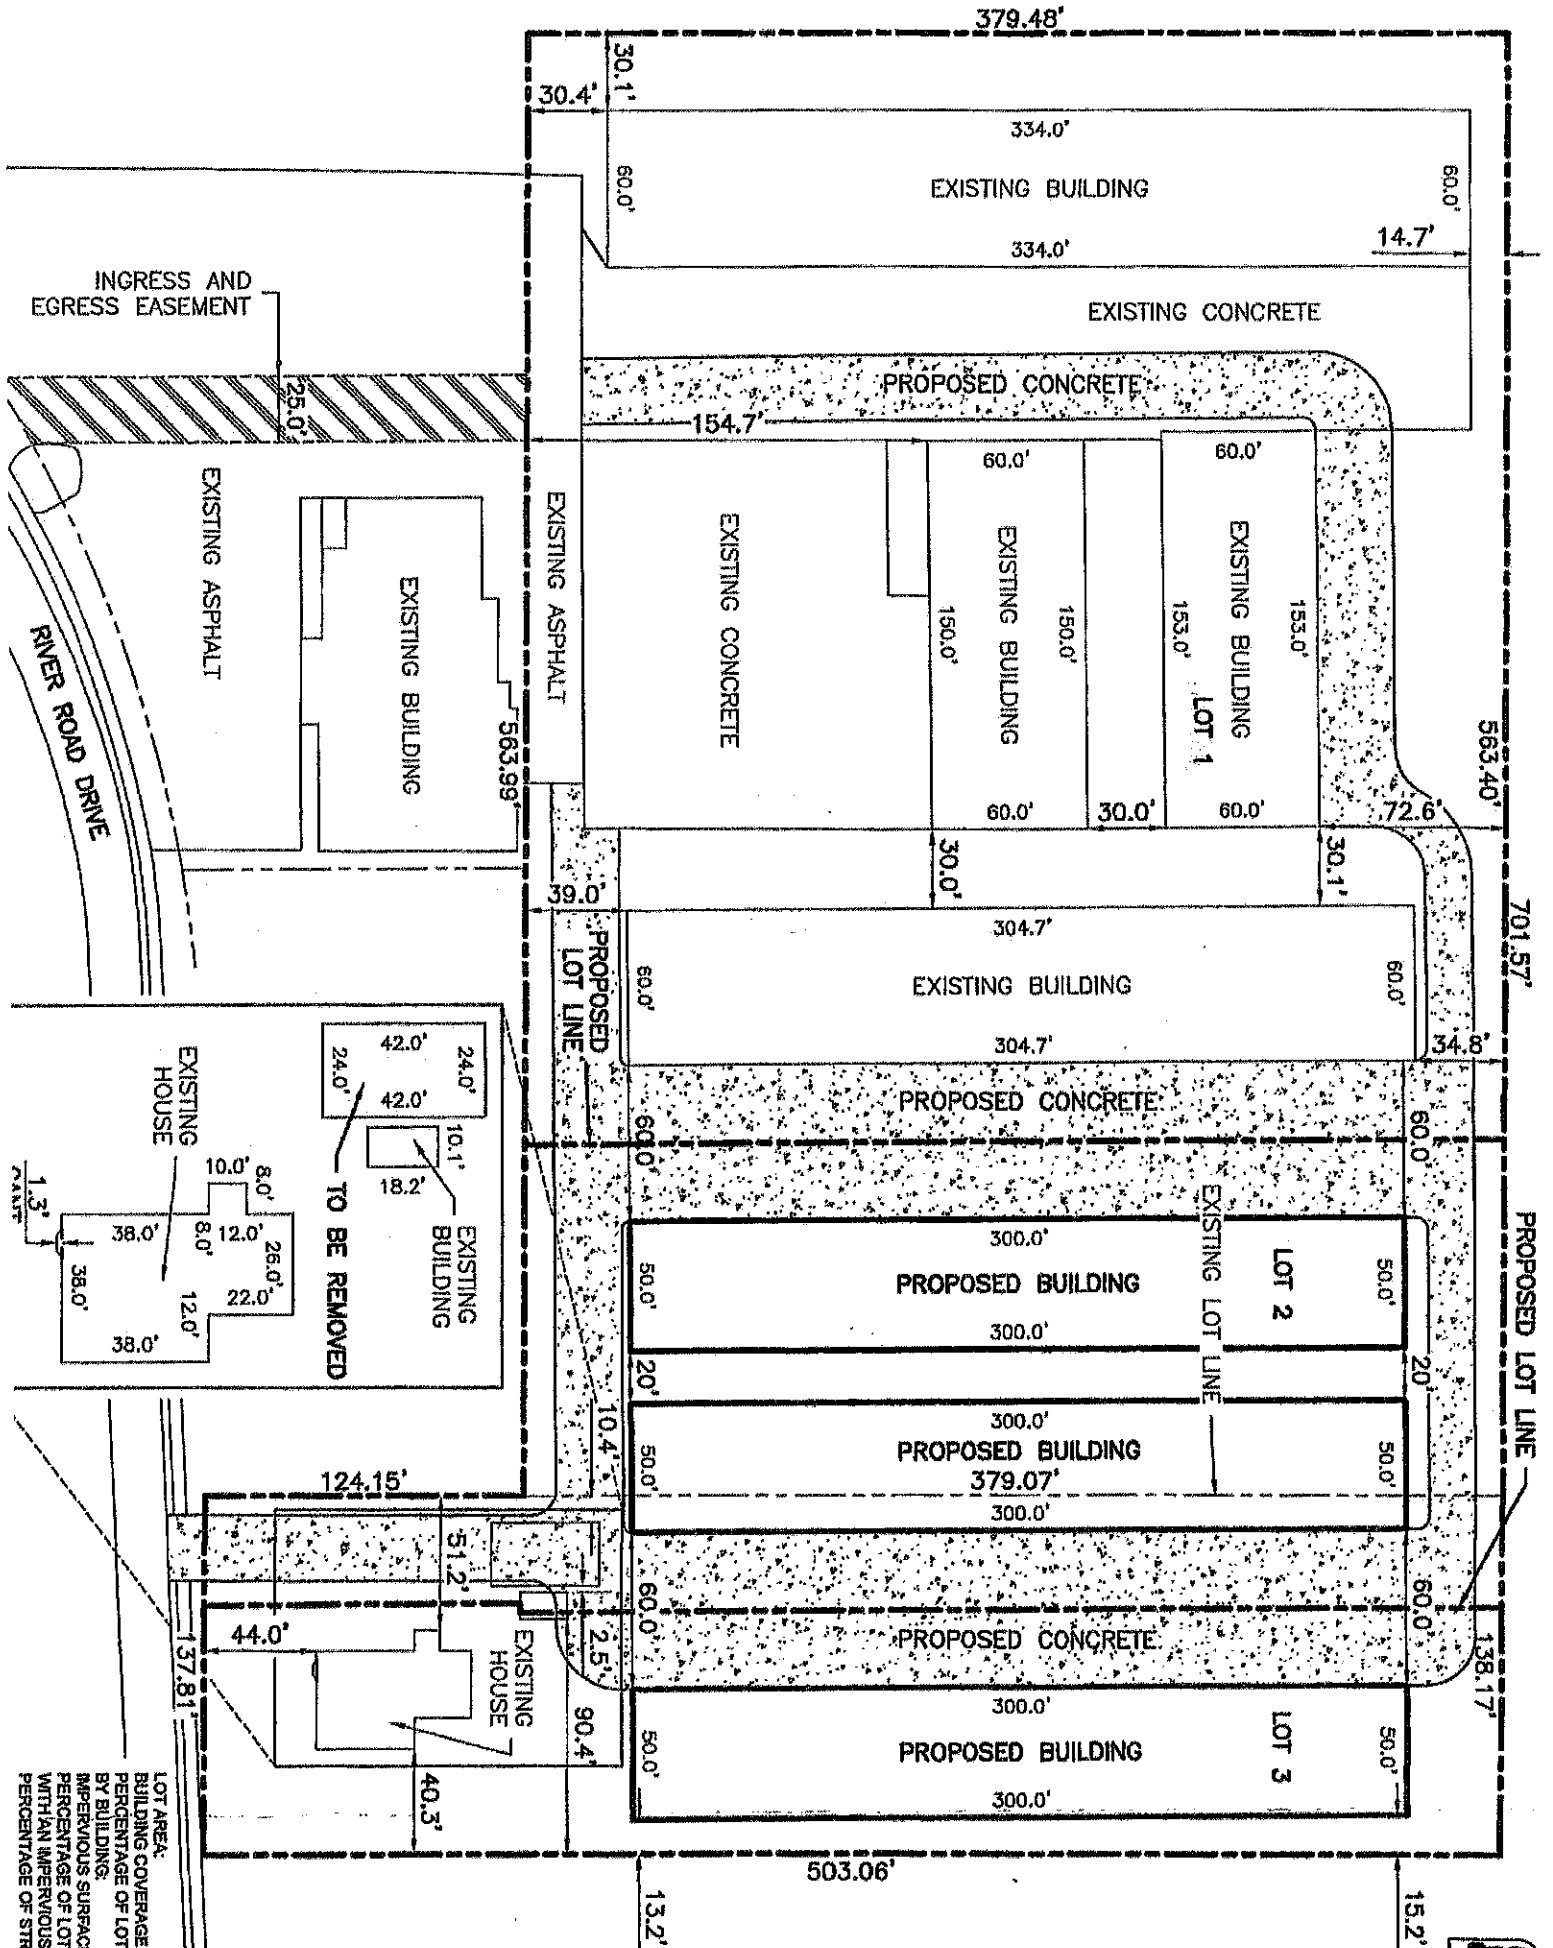 379.48'
30.1'
30.4'
334.0'
60.0'
EXISTING BUILDING
60.0'
14.7'
334.0'
INGRESS AND
EGRESS EASEMENT
EXISTING CONCRETE
25.0'
PROPOSED CONCRETE
154.7'
60.0'
60.0'
EXISTING ASPHALT
EXISTING BUILDING
EXISTING ASPHALT
EXISTING CONCRETE
150.0'
EXISTING BUILDING
150.0'
153.0'
EXISTING BUILDING
153.0'
LOT 1
RIVER ROAD DRIVE
563.99'
563.40'
60.0'
30.0'
60.0'
72.6'
30.0'
30.1'
39.0'
701.57'
304.7'
PROPOSED
LOT LINE
60.0'
EXISTING BUILDING
60.0'
304.7'
34.8'
42.0'
24.0'
24.0'
42.0'
EXISTING
HOUSE
TO BE REMOVED
10.1'
18.2'
EXISTING
BUILDING
10.0'
8.0'
1.3'
38.0'
8.0'
12.0'
26.0'
38.0'
12.0'
22.0'
38.0'
PROPOSED CONCRETE
60.0'
60.0'
EXISTING LOT LINE
PROPOSED LOT LINE
300.0'
50.0'
PROPOSED BUILDING
LOT 2
50.0'
300.0'
20'
20'
10.4'
300.0'
50.0'
PROPOSED BUILDING
50.0'
379.07'
300.0'
124.15'
51.2'
60.0'
60.0'
44.0'
137.81'
EXISTING
HOUSE
2.5'
PROPOSED CONCRETE
138.17'
90.4'
300.0'
50.0'
PROPOSED BUILDING
LOT 3
50.0'
300.0'
40.3'
503.06'
13.2'
15.2'
LOT AREA:
BUILDING COVERAGE
PERCENTAGE OF LOT
BY BUILDING:
IMPERVIOUS SURFAC
PERCENTAGE OF LOT
WITH AN IMPERVIOUS
PERCENTAGE OF STR